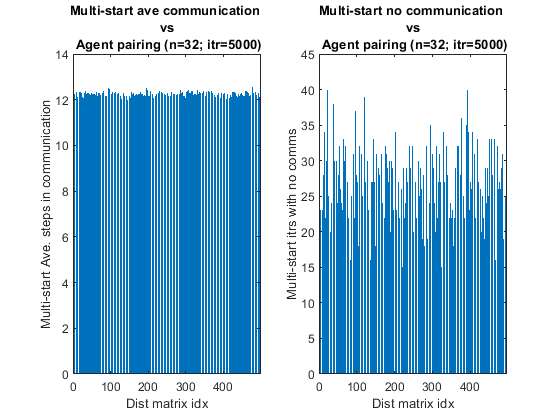 Multi-start ave communication
vs
Agent pairing (n=32; itr=5000)
Multi-start Ave. steps in communication
14
12
10
8
6
4
2
0
0 100 200 300 400
Dist matrix idx
Multi-start no communication
vs
Agent pairing (n=32; itr=5000)
Multi-start itrs with no comms
45
40
35
30
25
20
15
10
5
0
0 100 200 300 400
Dist matrix idx